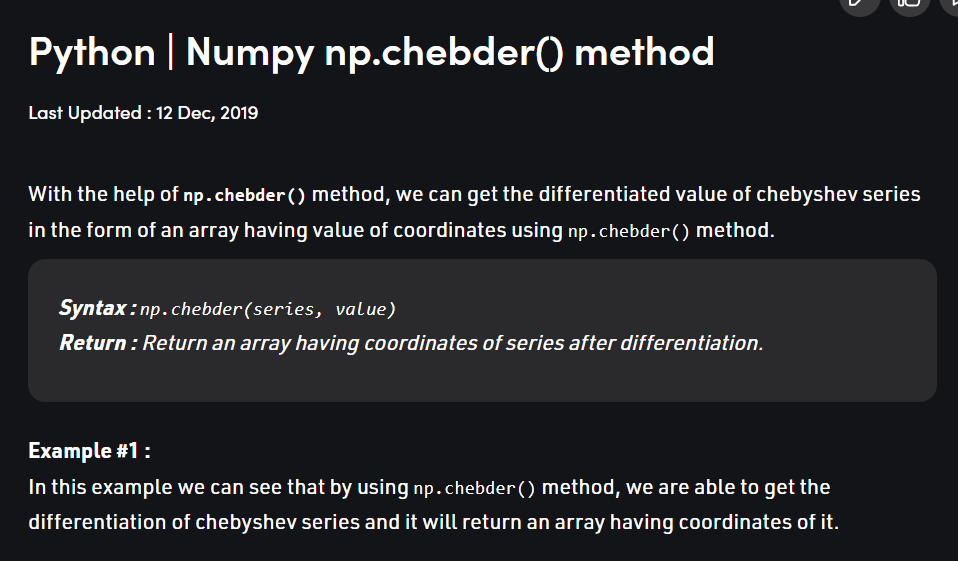 Python | Numpy np.chebder() method
Last Updated : 12 Dec, 2019
With the help of np.chebder() method, we can get the differentiated value of chebyshev series
in the form of an array having value of coordinates using np.chebder() method.
Syntax : np.chebder(series, value)
Return : Return an array having coordinates of series after differentiation.
Example #1 :
In this example we can see that by using np.chebder() method, we are able to get the
differentiation of chebyshev series and it will return an array having coordinates of it.